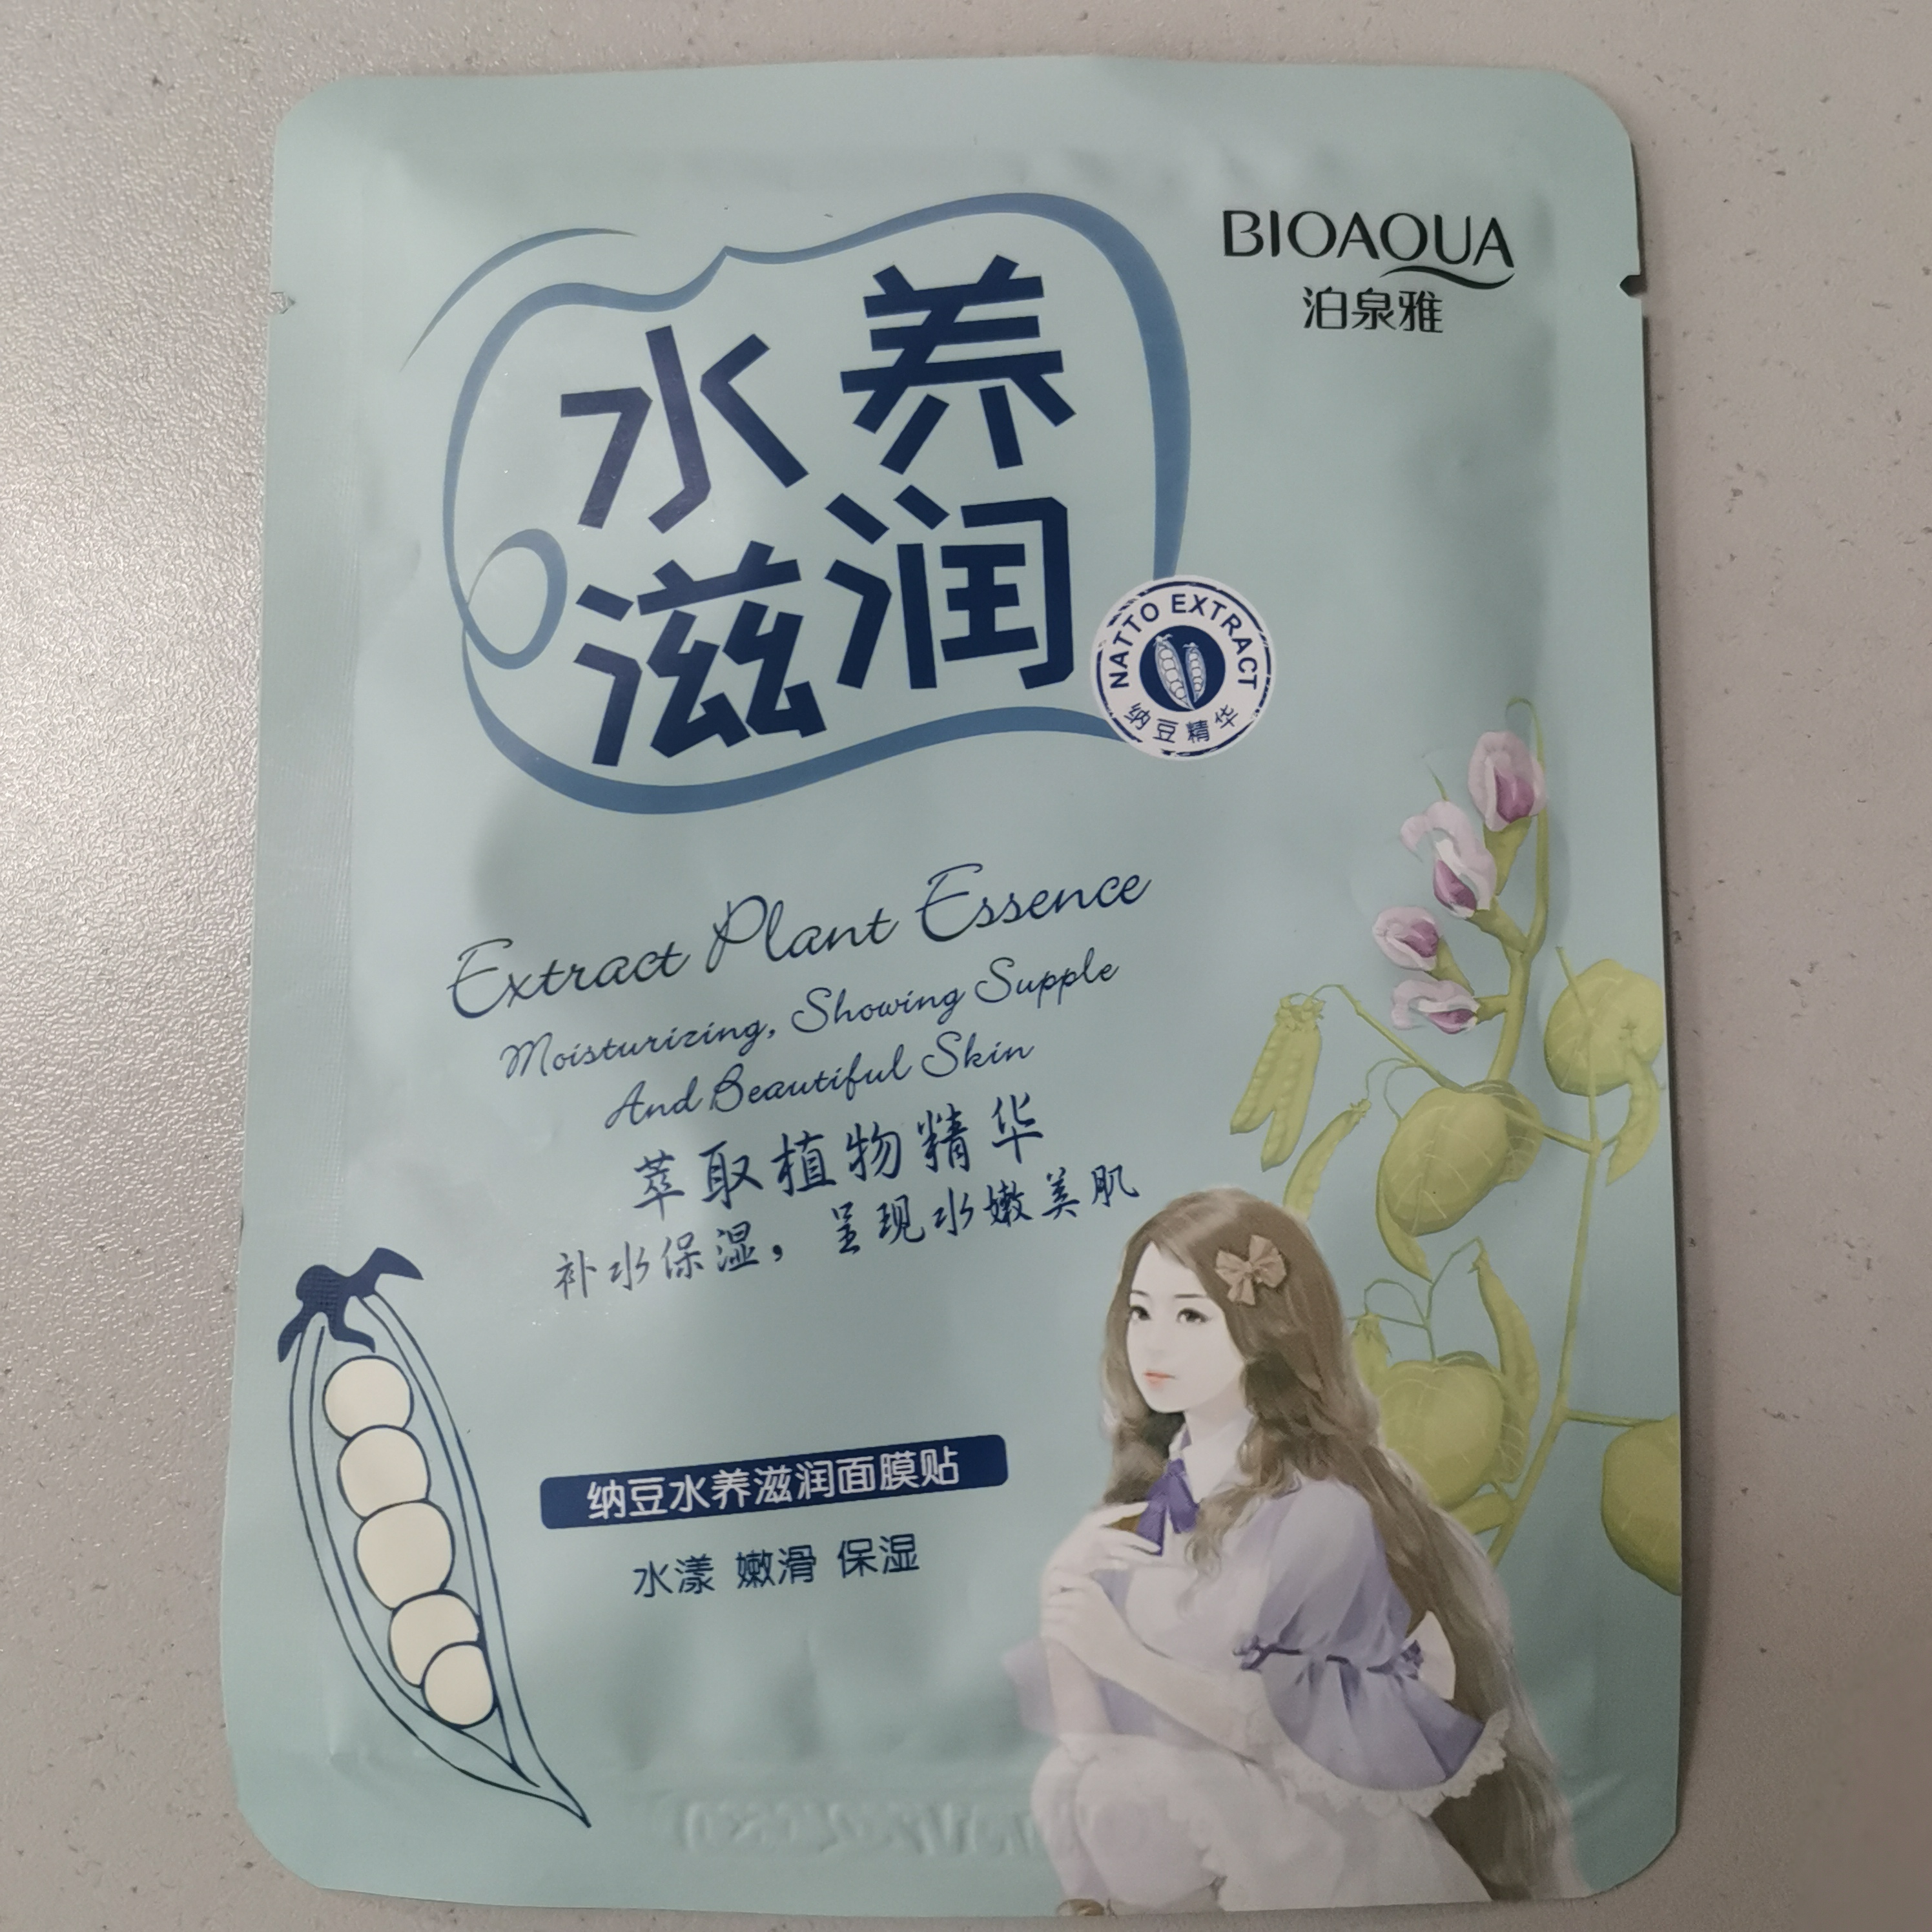 BIOAQUA
泊泉雅
水养
滋润
NATTO EXTRACT
纳豆精华
Extract Plant Essence
Moisturizing, Showing Supple
And Beautiful Skin
萃取植物精华
补水保湿，呈现水嫩美肌
纳豆水养滋润面膜贴
水漾 嫩滑 保湿